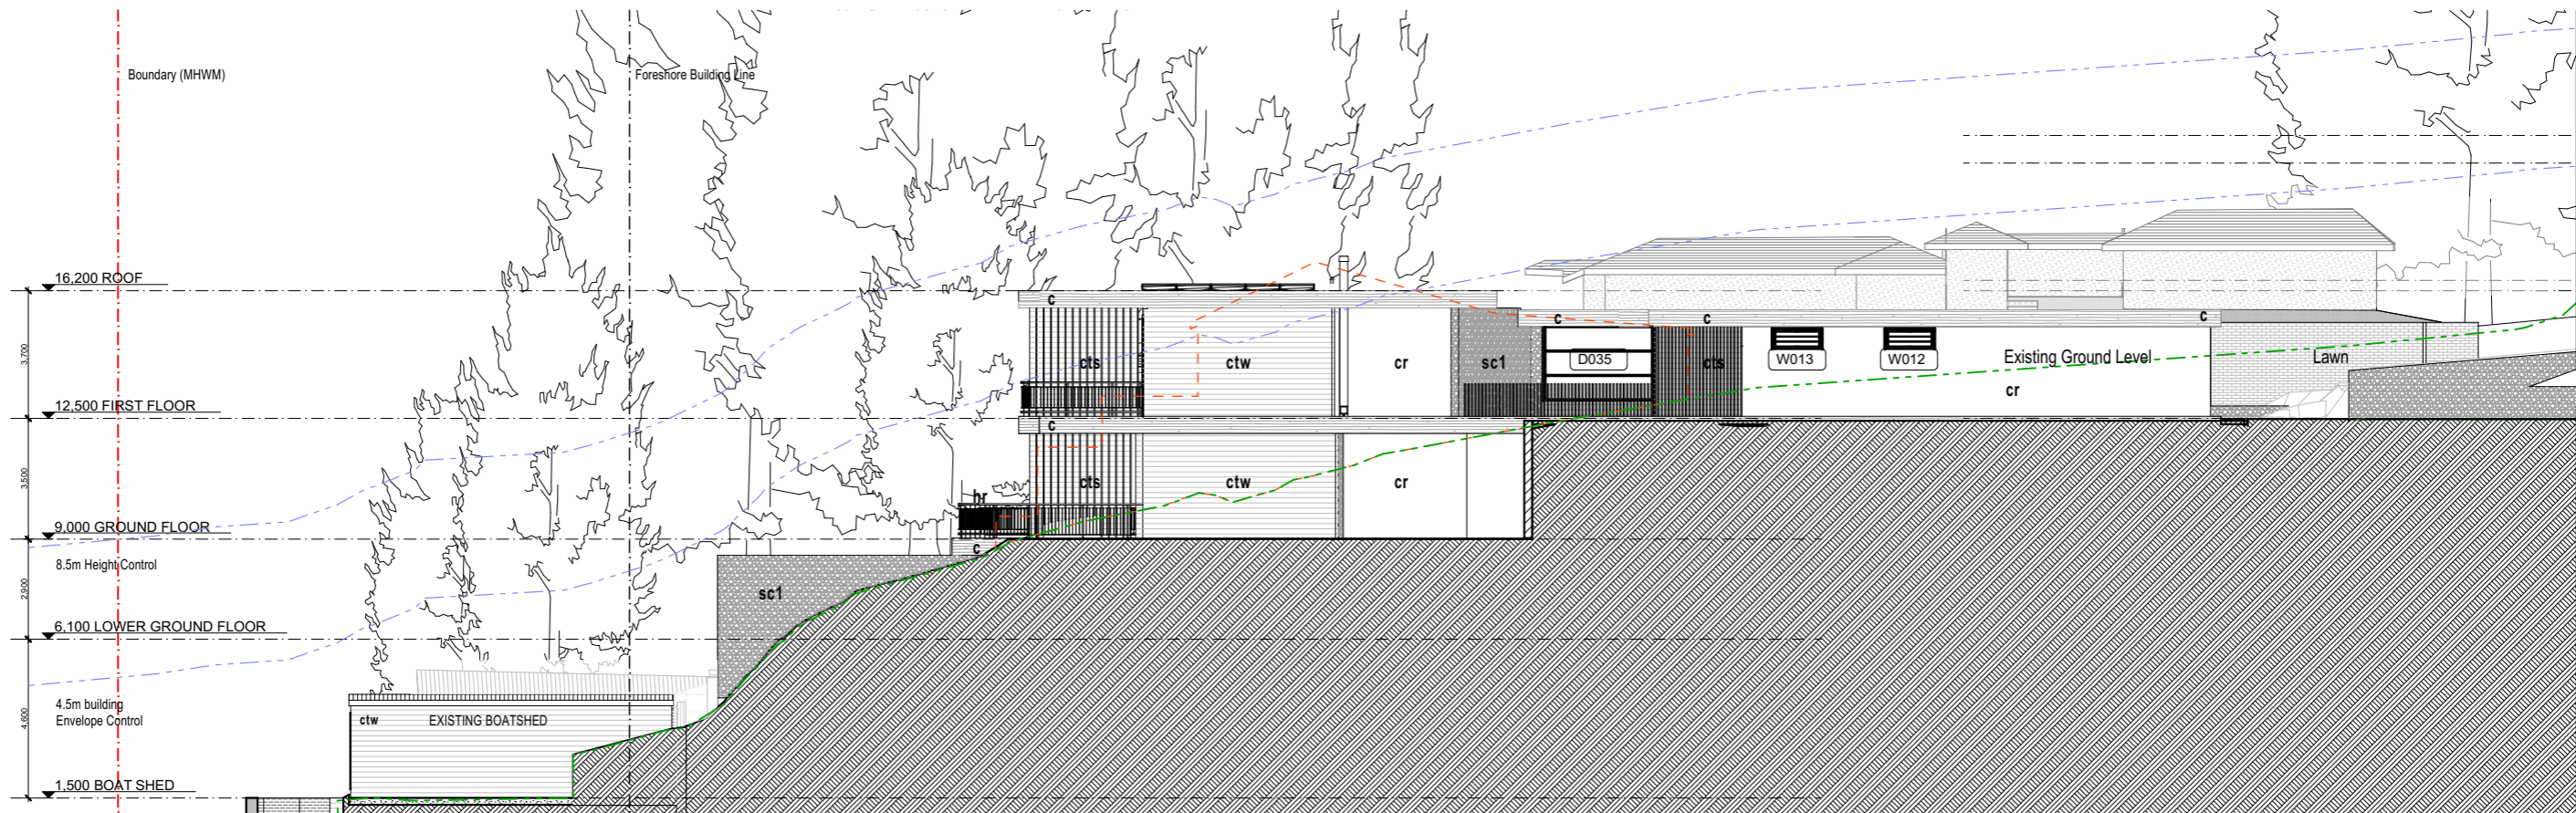 Boundary (MHWM)
Foreshore Building Line
16,200 ROOF
c
c
c
c
3,700
cts
ctw
cr
sc1
D035
cts
W013
W012
Existing Ground Level
Lawn
cr
12,500 FIRST FLOOR
c
3,500
cts
ctw
cr
hr
9,000 GROUND FLOOR
c
8.5m Height Control
2,900
sc1
6,100 LOWER GROUND FLOOR
4.5m building
Envelope Control
4,600
ctw
EXISTING BOATSHED
1,500 BOAT SHED